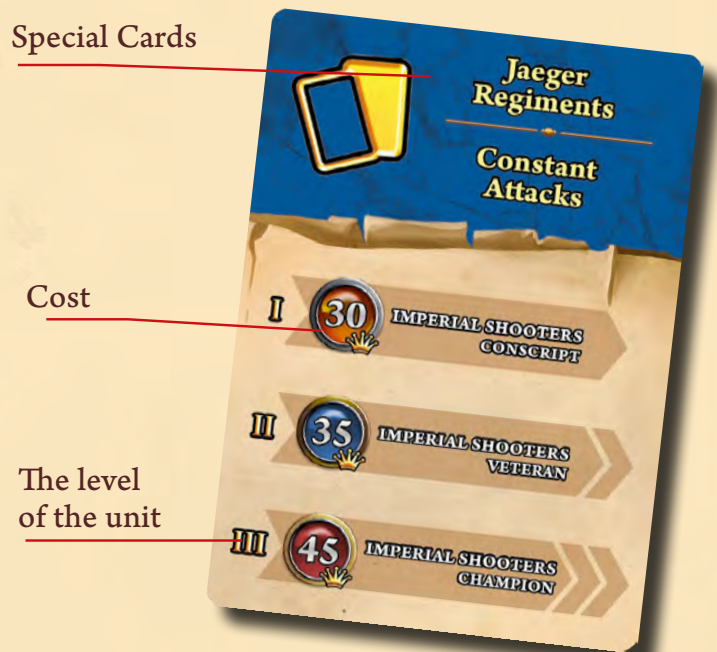 Special Cards
Jaeger
Regiments
Constant
Attacks
Cost
I
30
IMPERIAL SHOOTERS
CONSCRIPT
II
35
IMPERIAL SHOOTERS
VETERAN
The level
of the unit
III
45
IMPERIAL SHOOTERS
CHAMPION